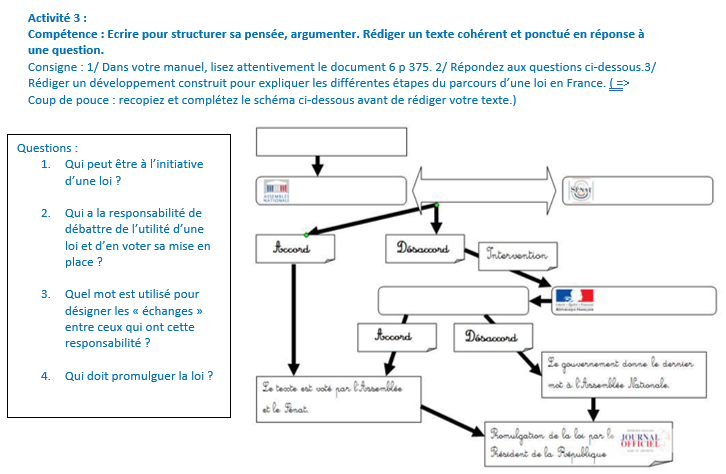 Activité 3 :
Compétence : Ecrire pour structurer sa pensée, argumenter. Rédiger un texte cohérent et ponctué en réponse à
une question.
Consigne : 1/ Dans votre manuel, lisez attentivement le document 6 p 375. 2/ Répondez aux questions ci-dessous.3/
Rédiger un développement construit pour expliquer les différentes étapes du parcours d’une loi en France. ( =>
Coup de pouce : recopiez et complétez le schéma ci-dessous avant de rédiger votre texte.)
Questions :
1. Qui peut être à l’initiative
d’une loi ?
2. Qui a la responsabilité de
débattre de l’utilité d’une
loi et d’en voter sa mise en
place ?
3. Quel mot est utilisé pour
désigner les « échanges »
entre ceux qui ont cette
responsabilité ?
4. Qui doit promulguer la loi ?
ASSEMBLÉE
NATIONALE
SÉNAT
Accord
Désaccord
Intervention
RÉPUBLIQUE FRANÇAISE
Accord
Désaccord
Le gouvernement donne le dernier
mot à l'Assemblée Nationale.
Le texte est voté par l'Assemblée
et le Sénat.
Promulgation de la loi par le
Président de la République
JOURNAL
OFFICIEL